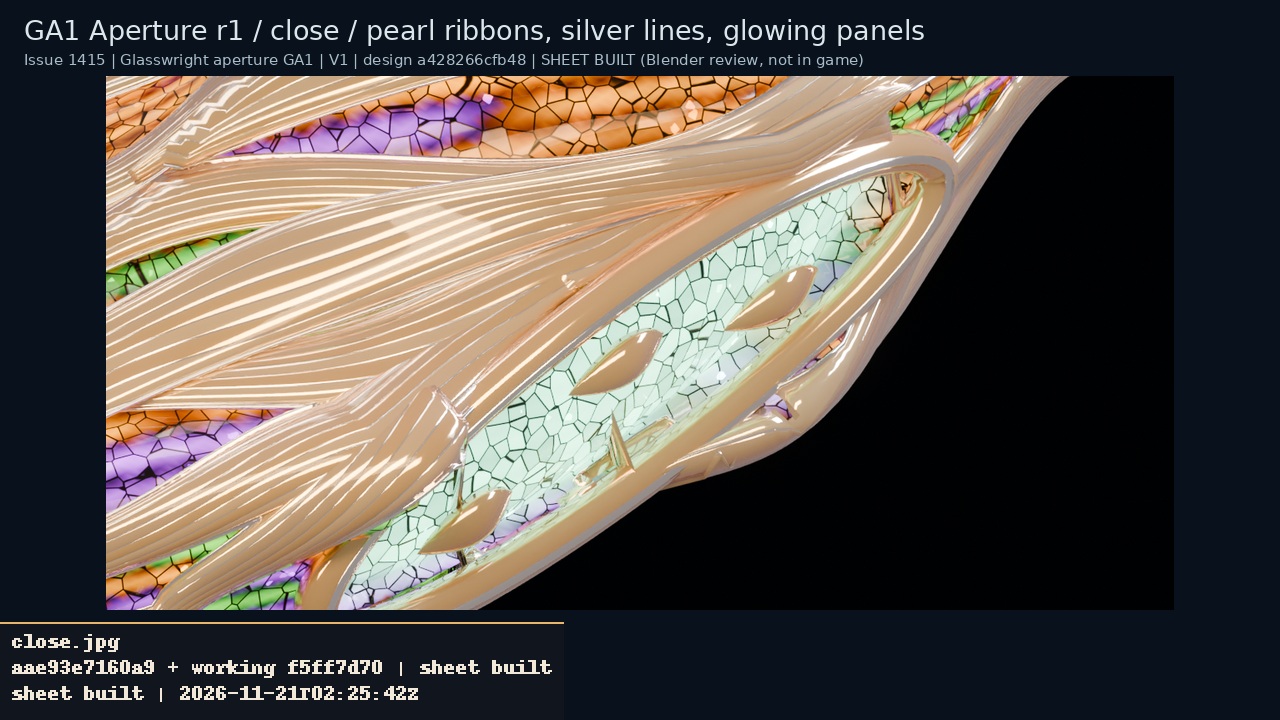 GA1 Aperture r1 / close / pearl ribbons, silver lines, glowing panels
Issue 1415 | Glasswright aperture GA1 | V1 | design a428266cfb48 | SHEET BUILT (Blender review, not in game)
close.jpg
aae93e7160a9 + working f5ff7d70 | sheet built
sheet built | 2026-11-21T02:25:42Z